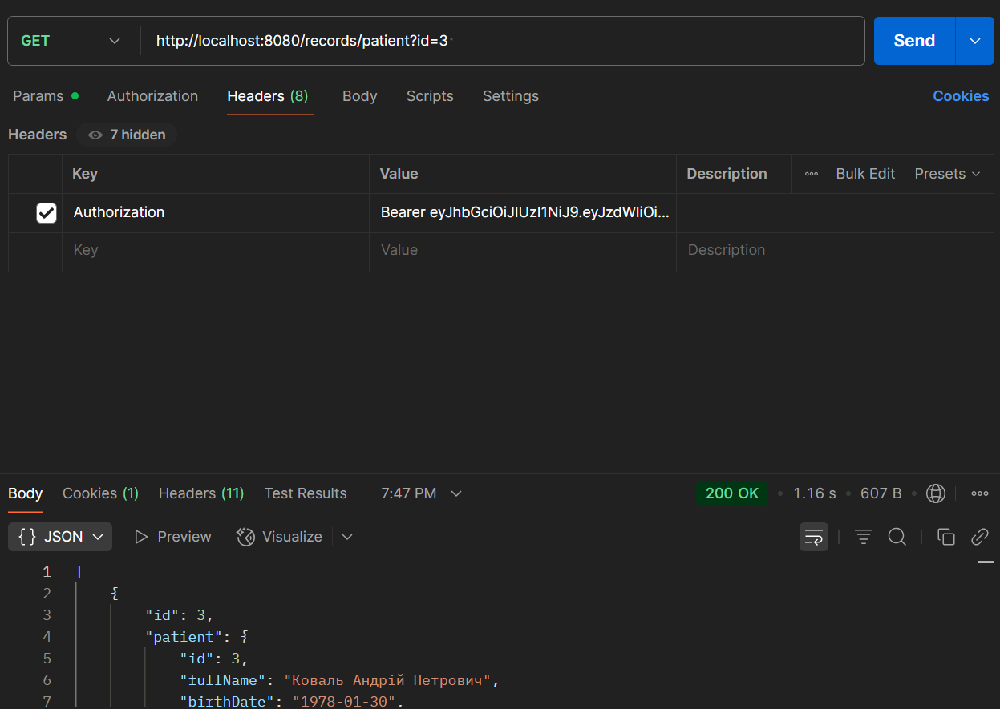 GET http://localhost:8080/records/patient?id=3 Send
Params Authorization Headers (8) Body Scripts Settings Cookies
Headers 7 hidden
Key Value Description Bulk Edit Presets
Authorization Bearer eyJhbGciOiJIUzI1NiJ9.eyJzdWIiOi...
Key Value Description
Body Cookies (1) Headers (11) Test Results 7:47 PM 200 OK 1.16 s 607 B
{} JSON Preview Visualize
1 [
2 {
3 "id": 3,
4 "patient": {
5 "id": 3,
6 "fullName": "Коваль Андрій Петрович",
7 "birthDate": "1978-01-30",